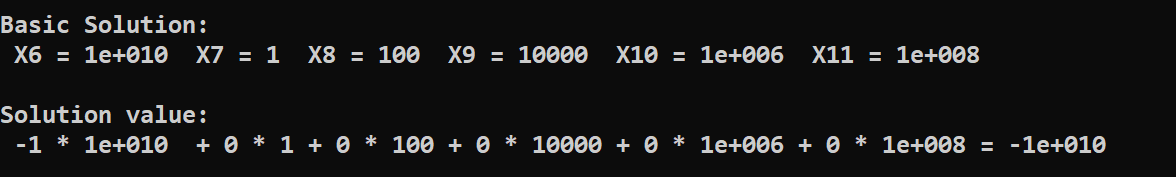 Basic Solution:
X6 = 1e+010  X7 = 1  X8 = 100  X9 = 10000  X10 = 1e+006  X11 = 1e+008
Solution value:
-1 * 1e+010  + 0 * 1 + 0 * 100 + 0 * 10000 + 0 * 1e+006 + 0 * 1e+008 = -1e+010